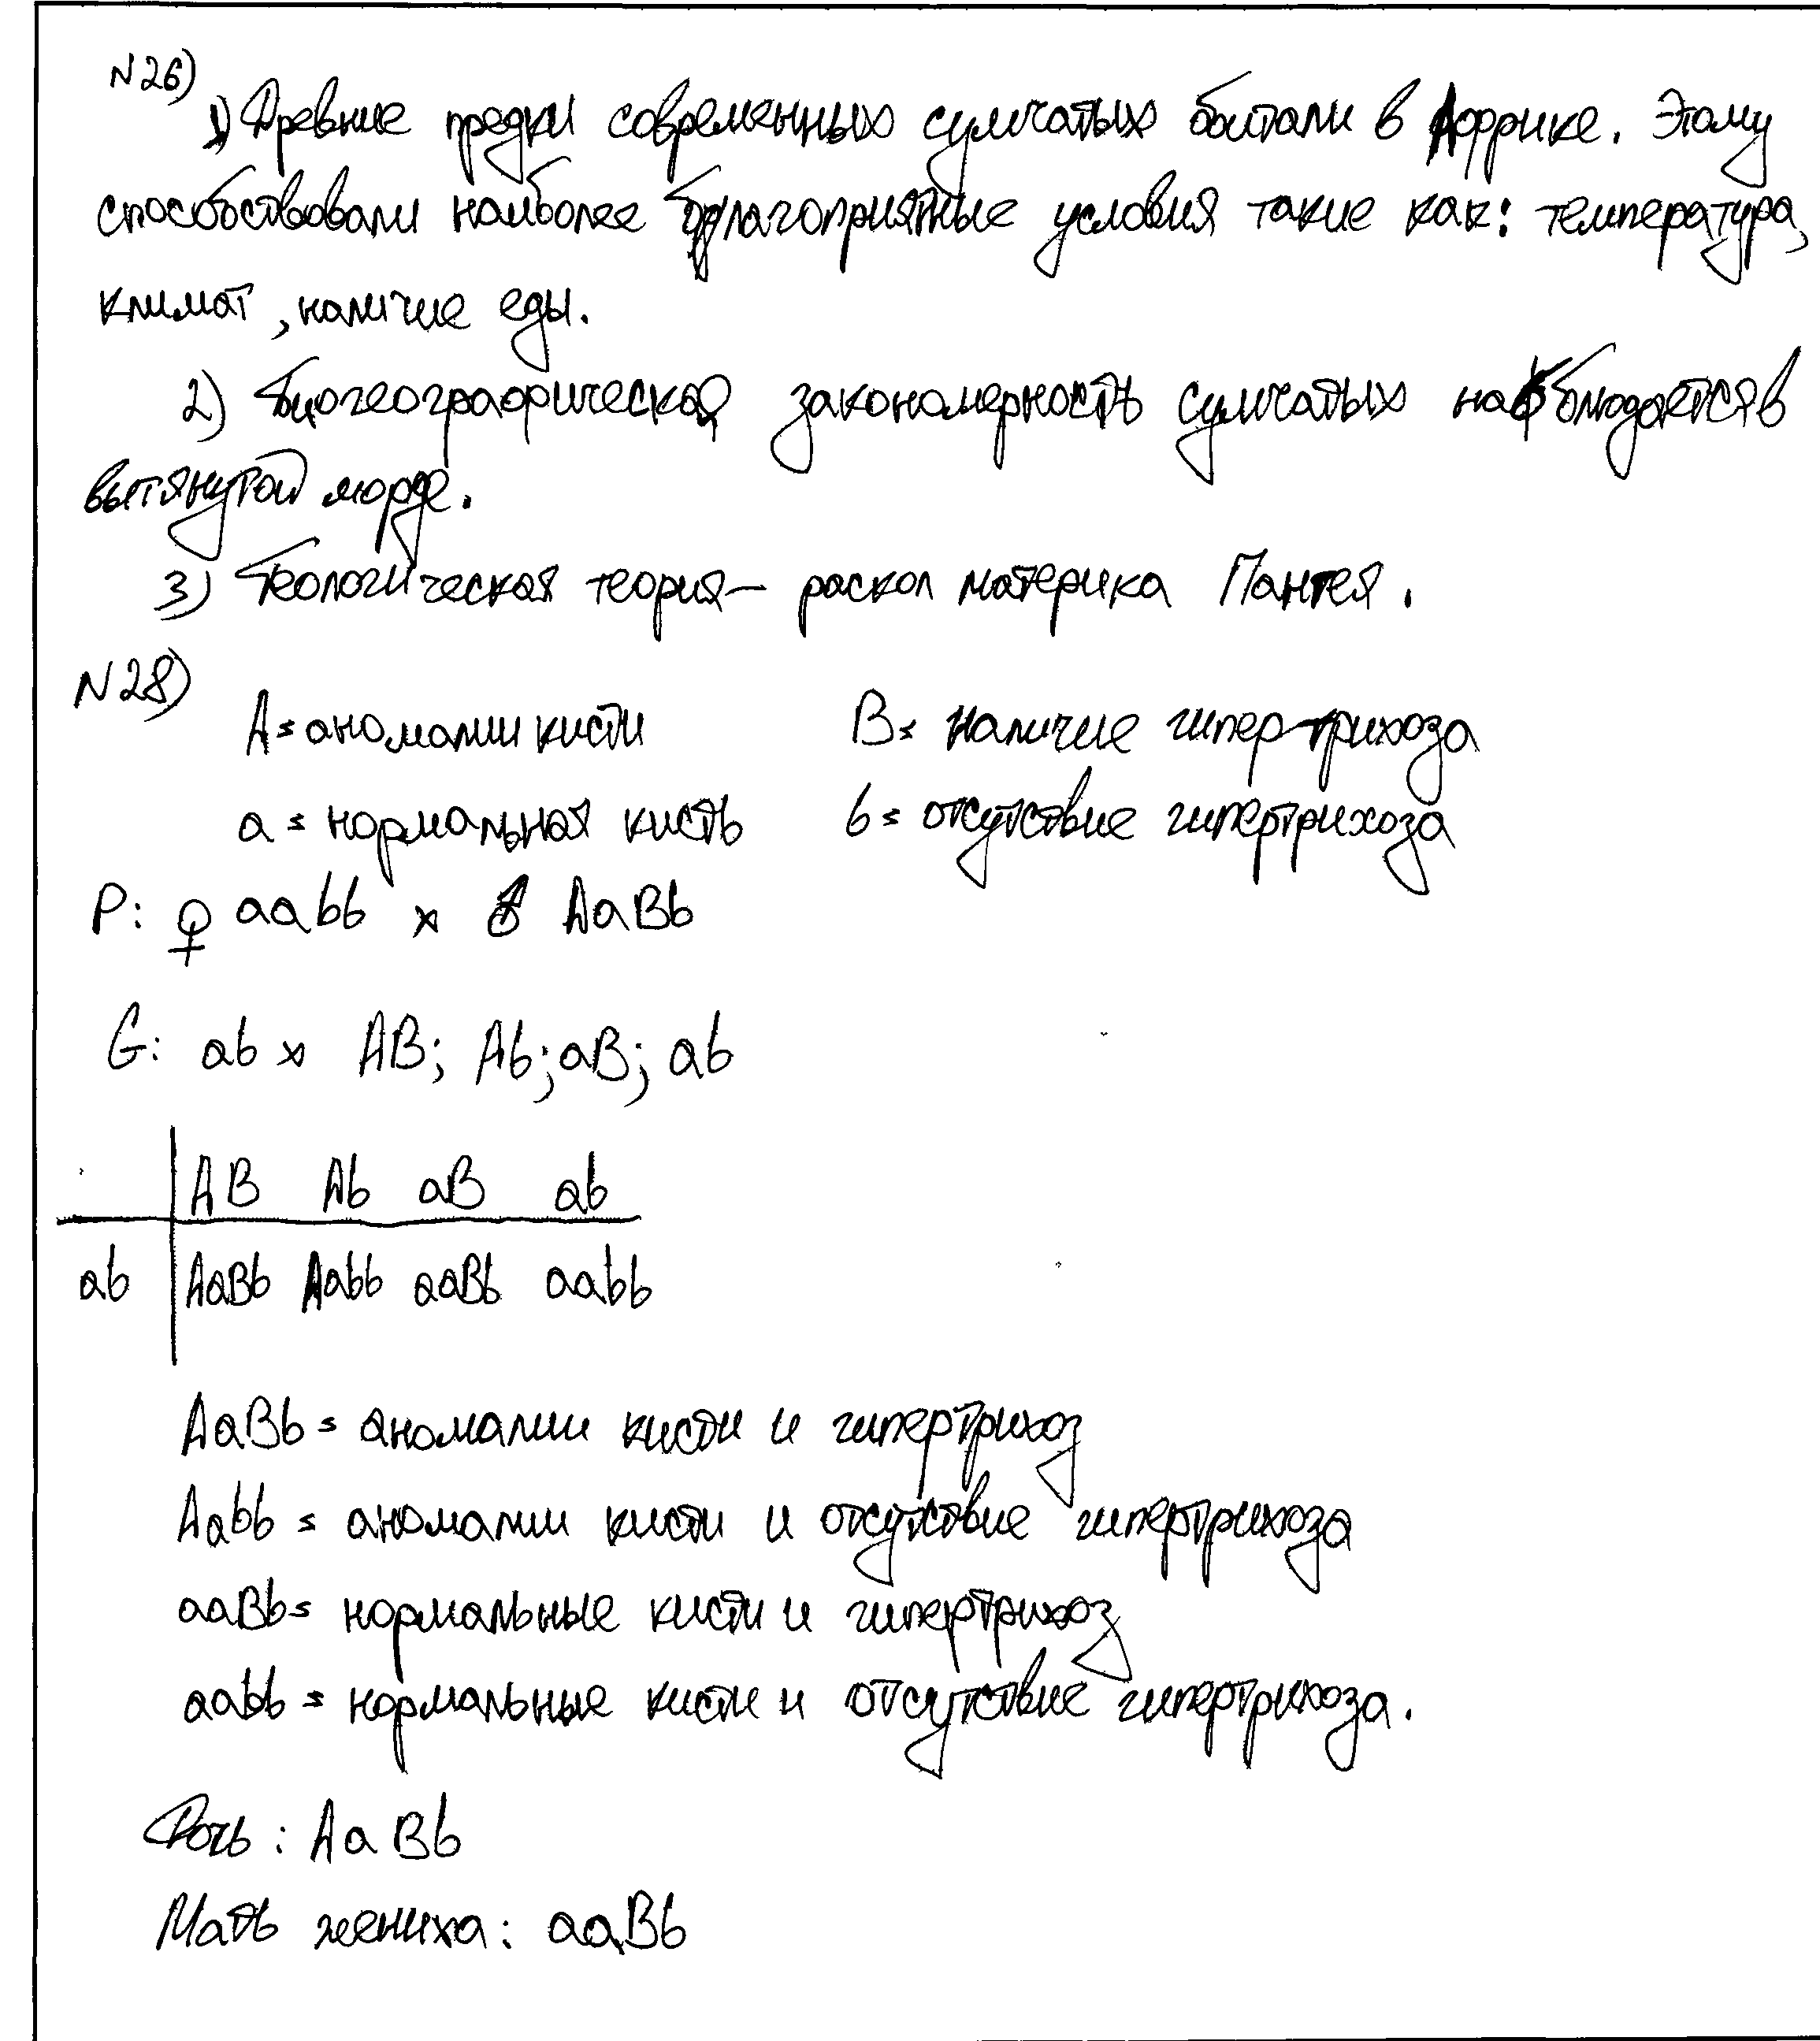 N26)
1) Древние предки современных сумчатых обитали в Аффрике. Этому
способствовали наиболее благоприятные условия такие как: температура,
климат, наличие еды.
2) Биогеографическая закономерность сумчатых наблюдается в
вытянутой морде.
3) Геологическая теория – раскол материка Пангея.
N28)
A = аномалии кисти B = наличие гипертрихоза
a = нормальная кисть b = отсутствие гипертрихоза
P: ♀ aabb x ♂ AaBb
G: ab x AB; Ab; aB; ab
AB Ab aB ab
ab AaBb Aabb aaBb aabb
AaBb = аномалии кисти и гипертрихоз
Aabb = аномалии кисти и отсутствие гипертрихоза
aaBb = нормальные кисти и гипертрихоз
aabb = нормальные кисти и отсутствие гипертрихоза.
Дочь: AaBb
Мать жениха: aaBb